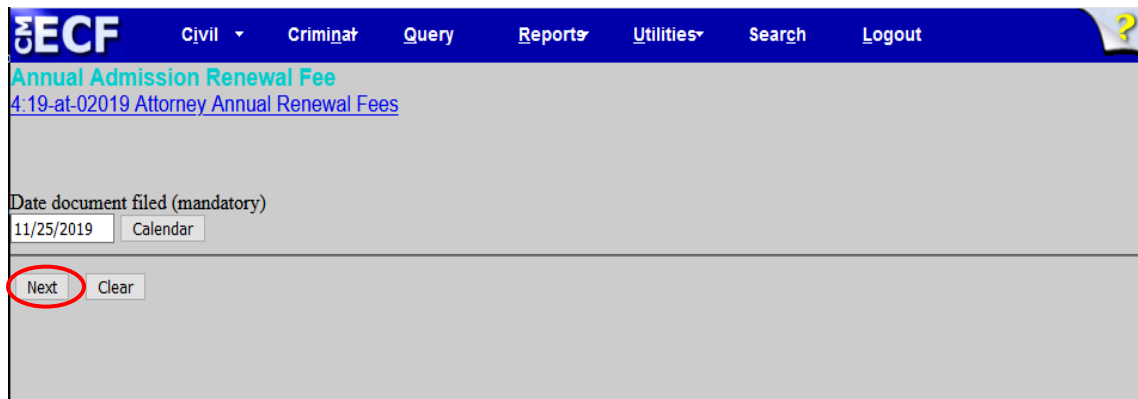 CM ECF Civil Criminal Query Reports Utilities Search Logout ?
Annual Admission Renewal Fee
4:19-at-02019 Attorney Annual Renewal Fees
Date document filed (mandatory)
11/25/2019 Calendar
Next Clear